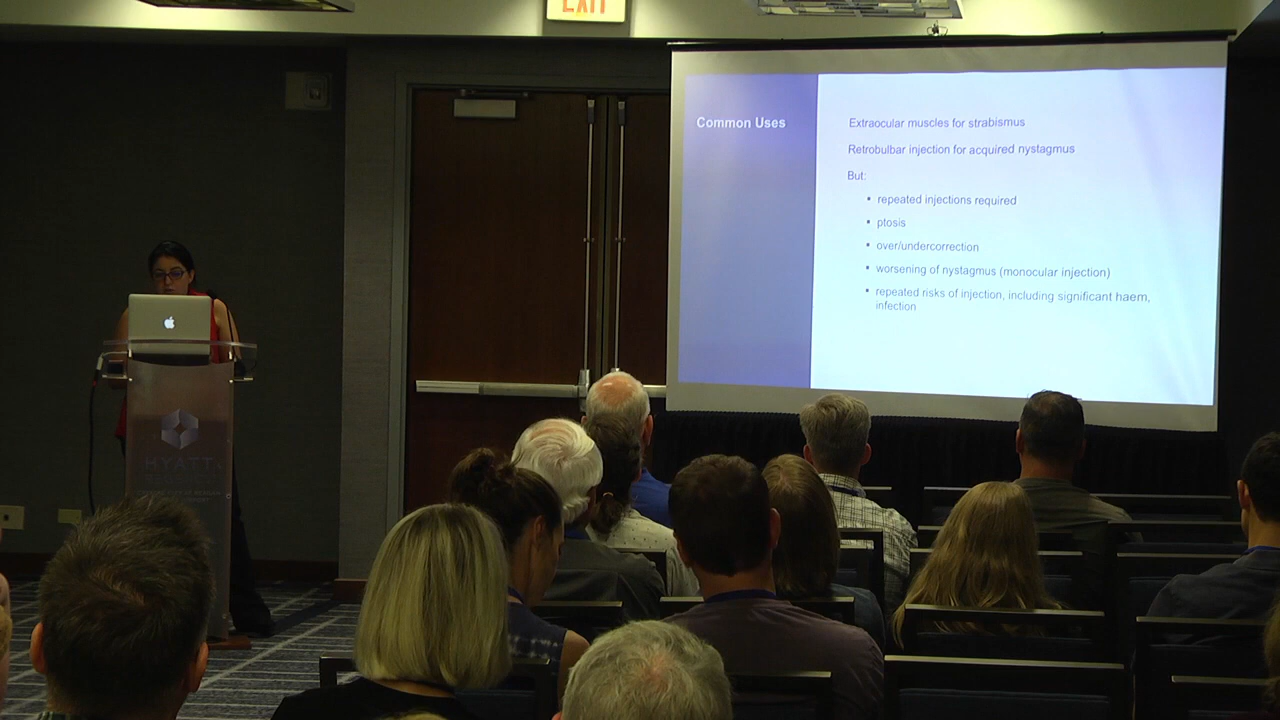 EXIT
Common Uses
Extraocular muscles for strabismus
Retrobulbar injection for acquired nystagmus
But:
• repeated injections required
• ptosis
• over/undercorrection
• worsening of nystagmus (monocular injection)
• repeated risks of injection, including significant haem,
infection
HYATT